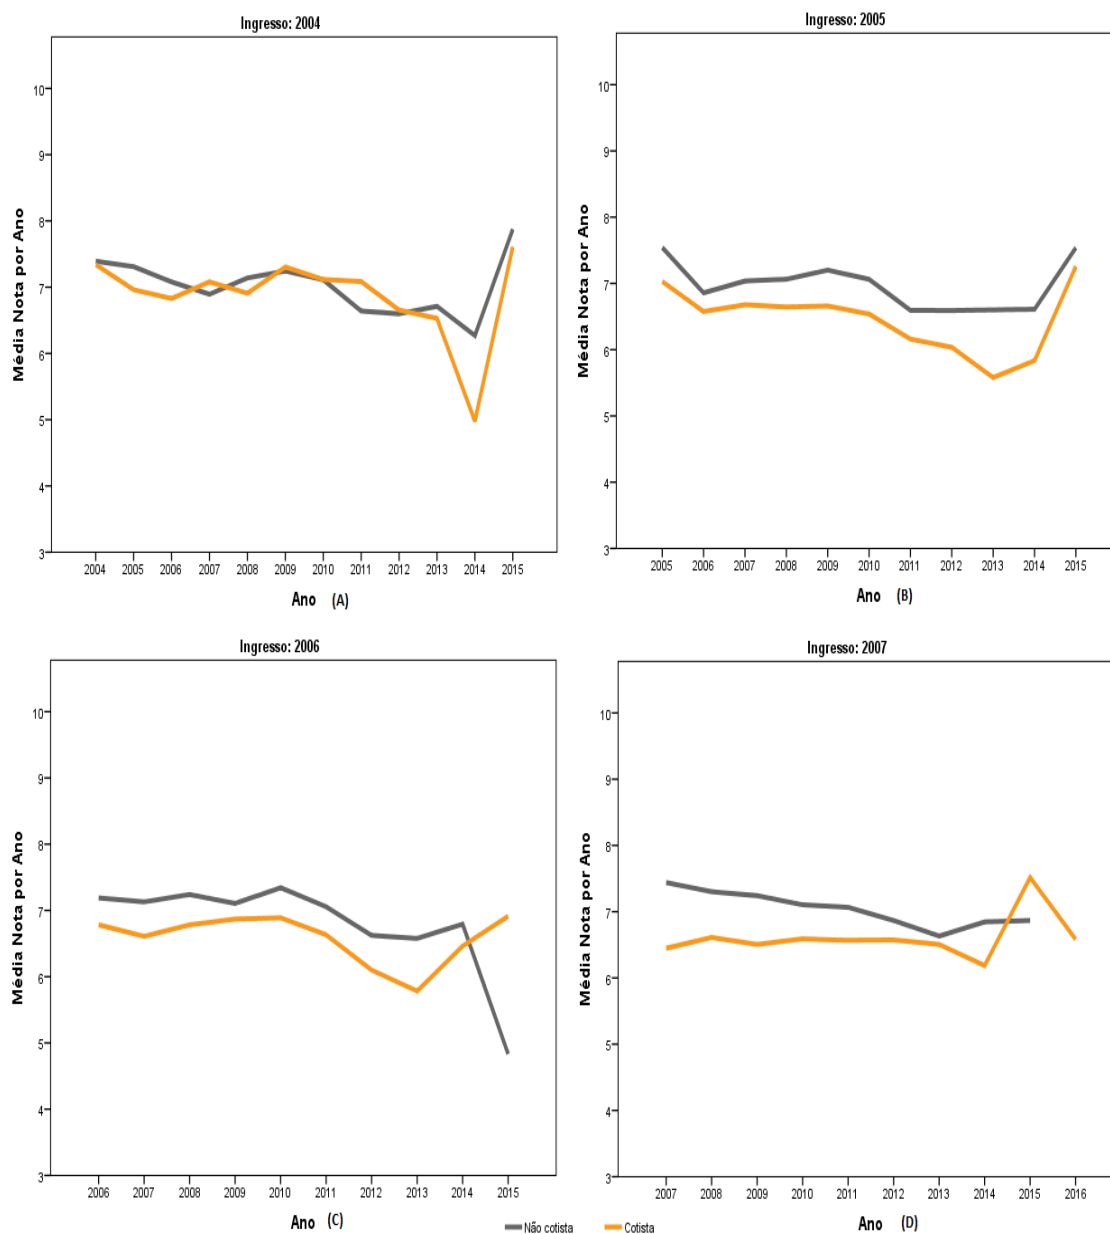 Ingresso: 2004
Média Nota por Ano
10
9
8
7
6
5
4
3
2004 2005 2006 2007 2008 2009 2010 2011 2012 2013 2014 2015
Ano (A)
Ingresso: 2005
Média Nota por Ano
10
9
8
7
6
5
4
3
2005 2006 2007 2008 2009 2010 2011 2012 2013 2014 2015
Ano (B)
Ingresso: 2006
Média Nota por Ano
10
9
8
7
6
5
4
3
2006 2007 2008 2009 2010 2011 2012 2013 2014 2015
Ano (C)
Ingresso: 2007
Média Nota por Ano
10
9
8
7
6
5
4
3
2007 2008 2009 2010 2011 2012 2013 2014 2015 2016
Ano (D)
Não cotista Cotista